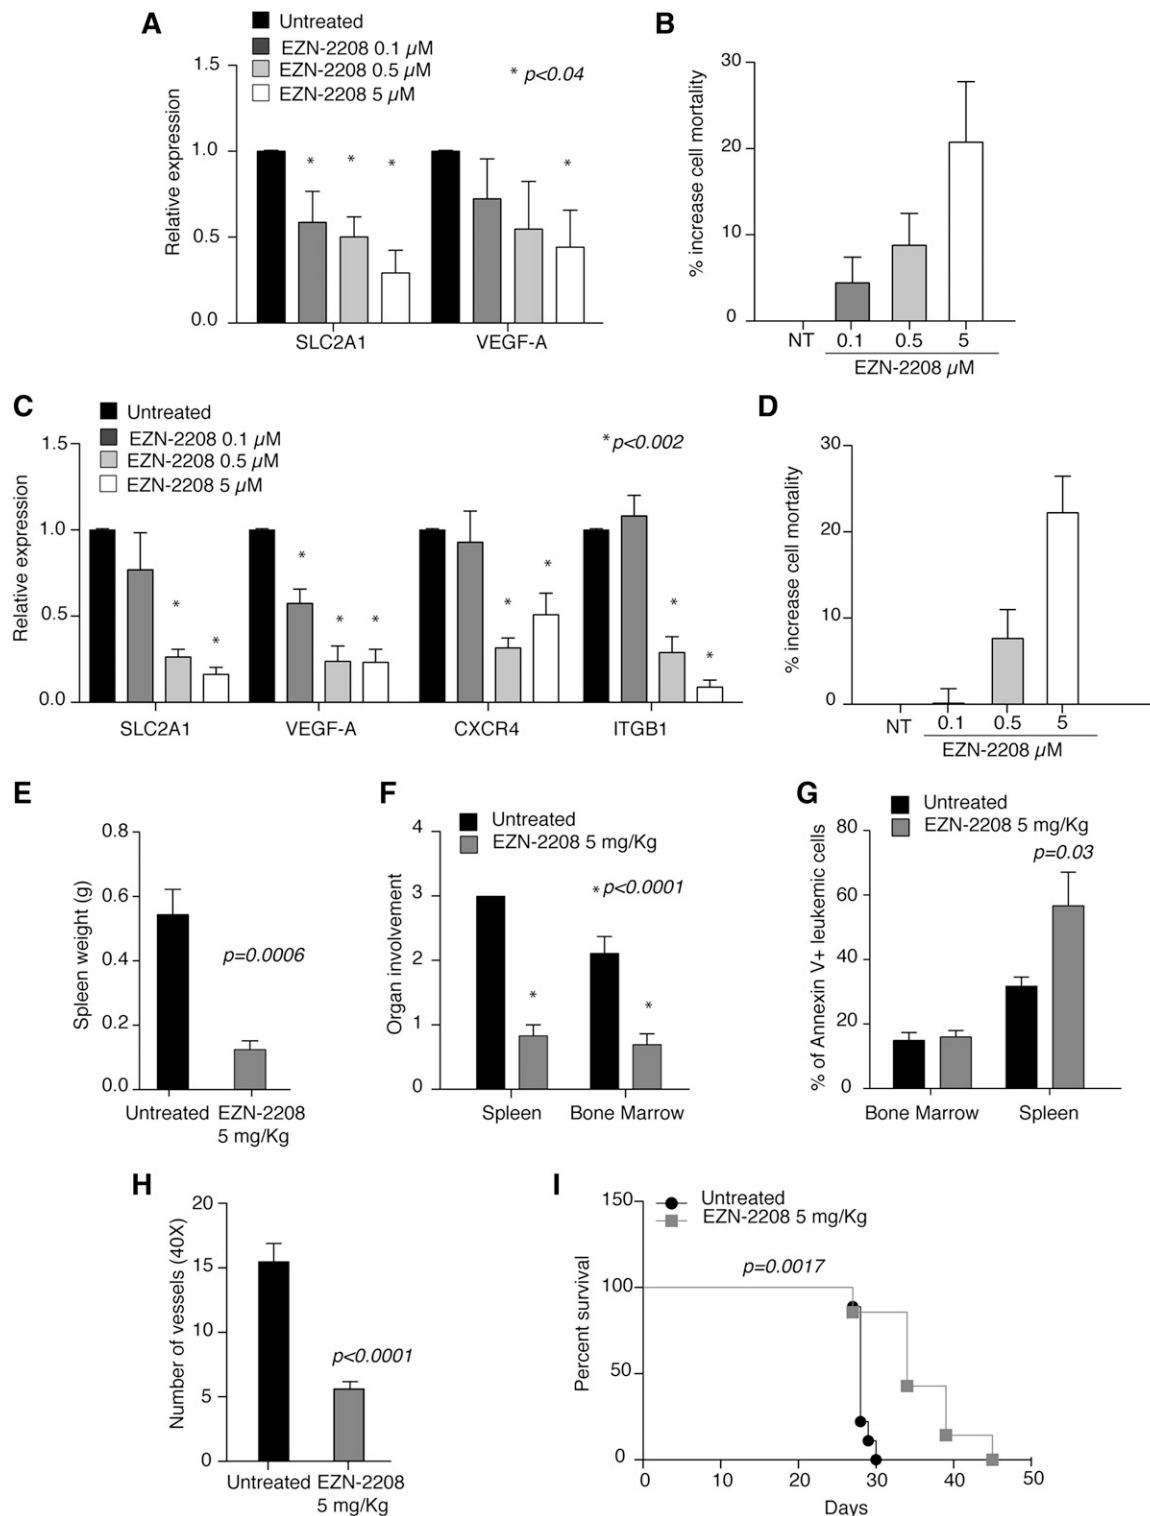 A
Untreated
EZN-2208 0.1 µM
EZN-2208 0.5 µM
EZN-2208 5 µM
* p<0.04
Relative expression
1.5
1.0
0.5
0.0
* * * *
SLC2A1 VEGF-A
B
% increase cell mortality
30
20
10
0
NT 0.1 0.5 5
EZN-2208 µM
C
Untreated
EZN-2208 0.1 µM
EZN-2208 0.5 µM
EZN-2208 5 µM
*p<0.002
Relative expression
1.5
1.0
0.5
0.0
* * * * * * * * *
SLC2A1 VEGF-A CXCR4 ITGB1
D
% increase cell mortality
30
20
10
0
NT 0.1 0.5 5
EZN-2208 µM
E
Spleen weight (g)
0.8
0.6
0.4
0.2
0.0
p=0.0006
Untreated EZN-2208
5 mg/Kg
F
Untreated
EZN-2208 5 mg/Kg
* p<0.0001
Organ involvement
4
3
2
1
0
* *
Spleen Bone Marrow
G
Untreated
EZN-2208 5 mg/Kg
p=0.03
% of Annexin V+ leukemic cells
80
60
40
20
0
Bone Marrow Spleen
H
Number of vessels (40X)
20
15
10
5
0
p<0.0001
Untreated EZN-2208
5 mg/Kg
I
Untreated
EZN-2208 5 mg/Kg
p=0.0017
Percent survival
150
100
50
0
0 10 20 30 40 50
Days